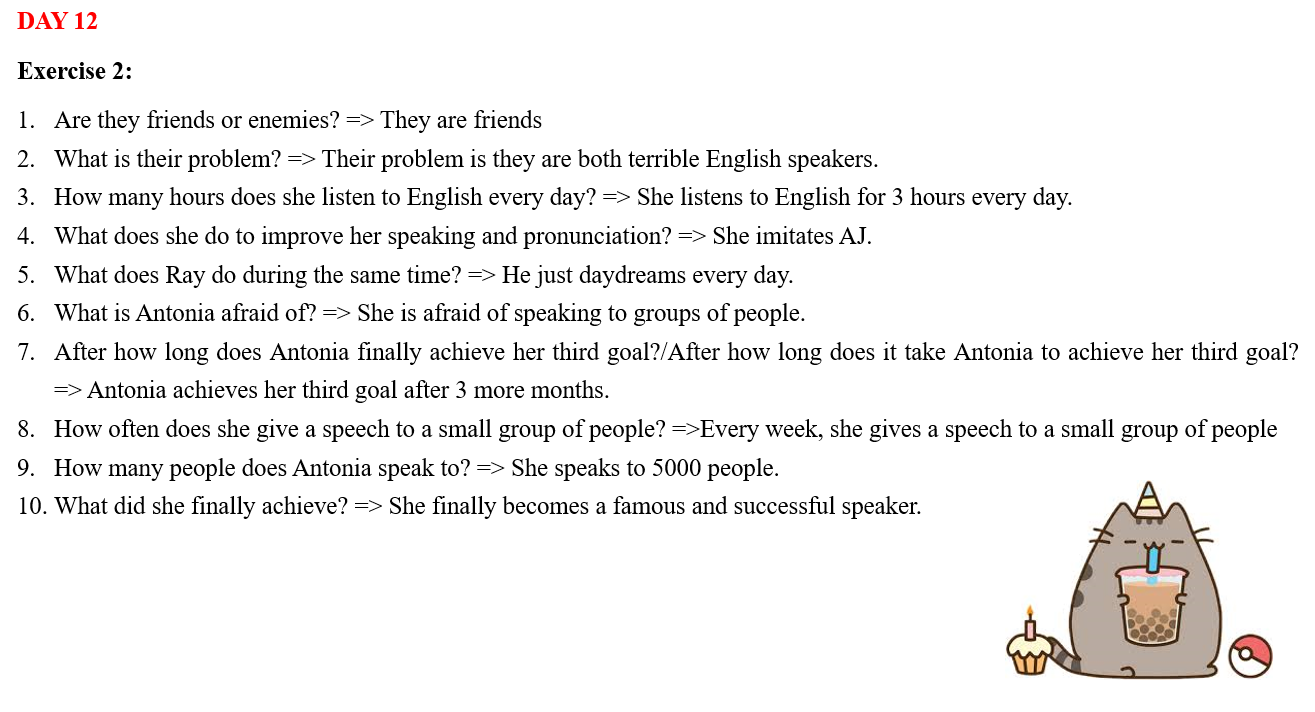 DAY 12
Exercise 2:
1. Are they friends or enemies? => They are friends
2. What is their problem? => Their problem is they are both terrible English speakers.
3. How many hours does she listen to English every day? => She listens to English for 3 hours every day.
4. What does she do to improve her speaking and pronunciation? => She imitates AJ.
5. What does Ray do during the same time? => He just daydreams every day.
6. What is Antonia afraid of? => She is afraid of speaking to groups of people.
7. After how long does Antonia finally achieve her third goal?/After how long does it take Antonia to achieve her third goal?
=> Antonia achieves her third goal after 3 more months.
8. How often does she give a speech to a small group of people? =>Every week, she gives a speech to a small group of people
9. How many people does Antonia speak to? => She speaks to 5000 people.
10. What did she finally achieve? => She finally becomes a famous and successful speaker.